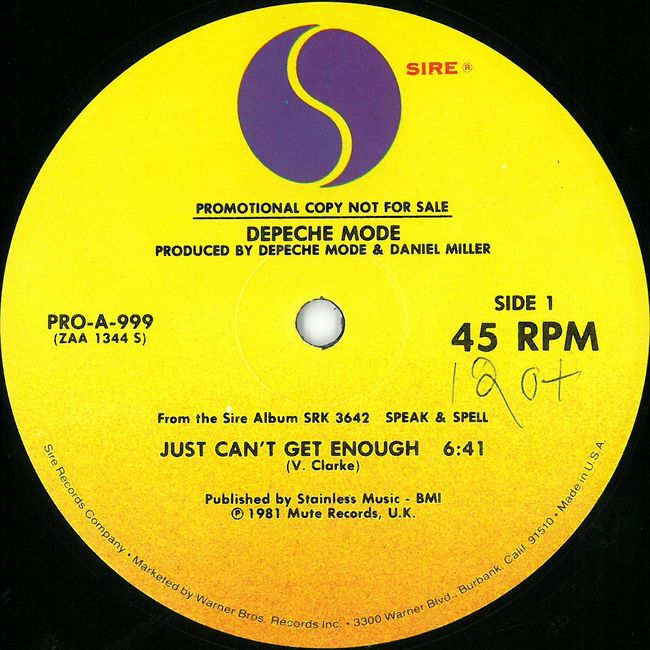 SIRE ®
PROMOTIONAL COPY NOT FOR SALE
DEPECHE MODE
PRODUCED BY DEPECHE MODE & DANIEL MILLER
SIDE 1
PRO-A-999
45 RPM
(ZAA 1344 S)
120+
From the Sire Album SRK 3642 SPEAK & SPELL
JUST CAN'T GET ENOUGH 6:41
(V. Clarke)
Published by Stainless Music - BMI
℗ 1981 Mute Records, U.K.
Sire Records Company • Marketed by Warner Bros. Records Inc. • 3300 Warner Blvd., Burbank, Calif. 91510 • Made in U.S.A.